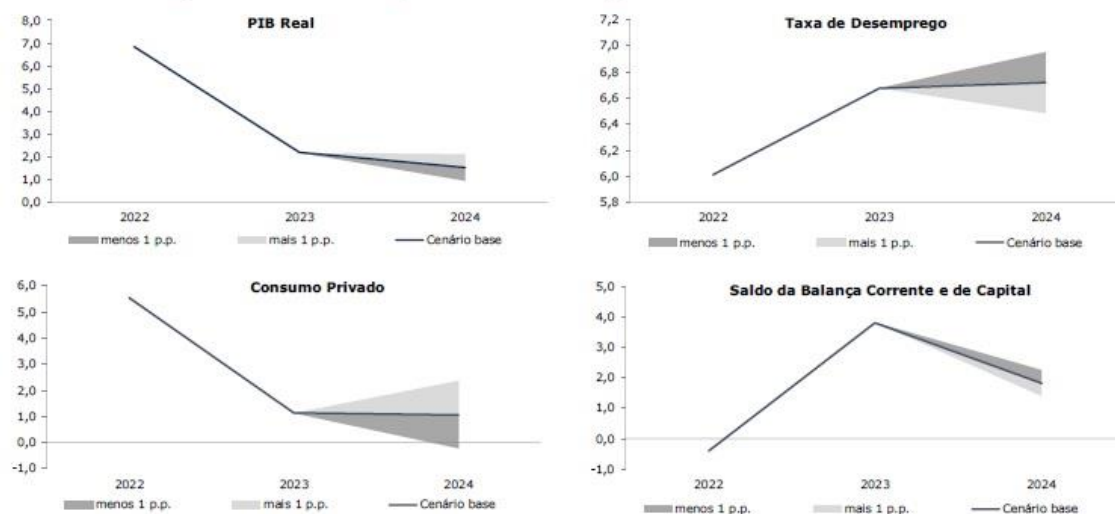 PIB Real
8,0
7,0
6,0
5,0
4,0
3,0
2,0
1,0
0,0
2022 2023 2024
menos 1 p.p. mais 1 p.p. Cenário base
Taxa de Desemprego
7,2
7,0
6,8
6,6
6,4
6,2
6,0
5,8
2022 2023 2024
menos 1 p.p. mais 1 p.p. Cenário base
Consumo Privado
6,0
5,0
4,0
3,0
2,0
1,0
0,0
-1,0
2022 2023 2024
menos 1 p.p. mais 1 p.p. Cenário base
Saldo da Balança Corrente e de Capital
5,0
4,0
3,0
2,0
1,0
0,0
-1,0
2022 2023 2024
menos 1 p.p. mais 1 p.p. Cenário base